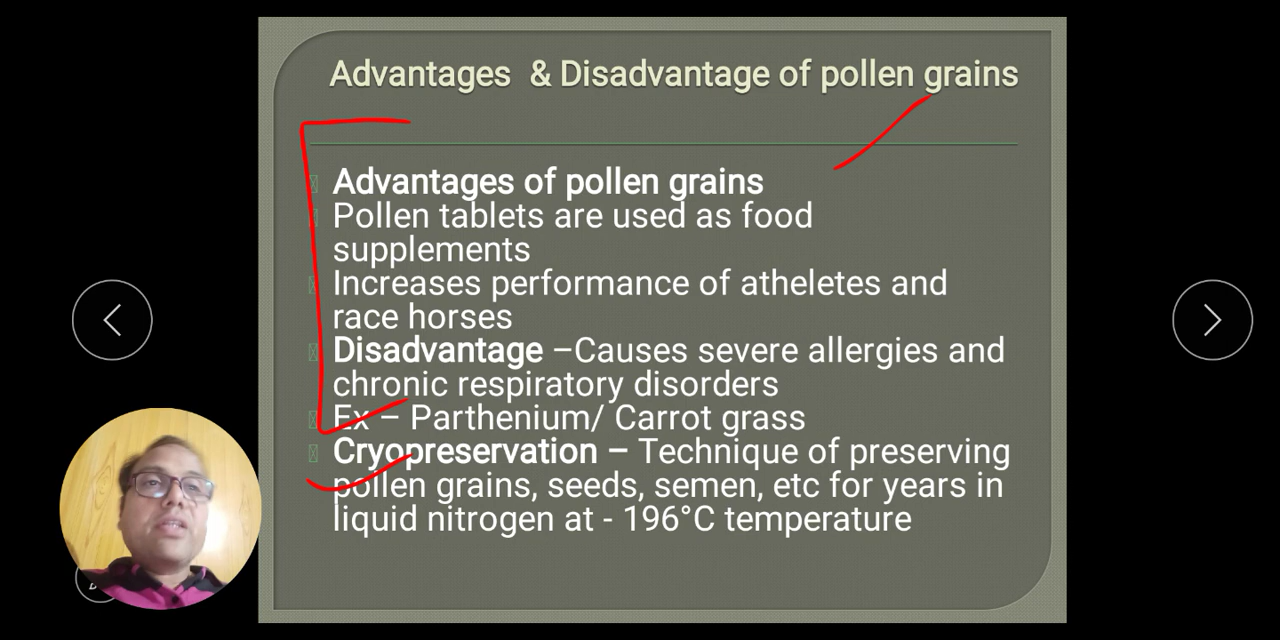 Advantages & Disadvantage of pollen grains
Advantages of pollen grains
Pollen tablets are used as food
supplements
Increases performance of atheletes and
race horses
Disadvantage –Causes severe allergies and
chronic respiratory disorders
Ex – Parthenium/ Carrot grass
Cryopreservation – Technique of preserving
pollen grains, seeds, semen, etc for years in
liquid nitrogen at - 196°C temperature